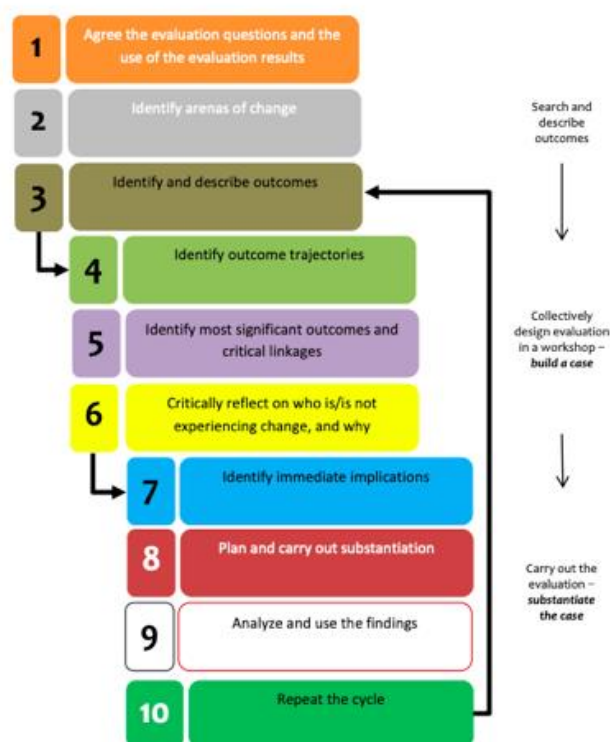 1
Agree the evaluation questions and the
use of the evaluation results
2
Identify arenas of change
3
Identify and describe outcomes
4
Identify outcome trajectories
5
Identify most significant outcomes and
critical linkages
6
Critically reflect on who is/is not
experiencing change, and why
7
Identify immediate implications
8
Plan and carry out substantiation
9
Analyze and use the findings
10
Repeat the cycle
Search and
describe
outcomes
Collectively
design evaluation
in a workshop –
build a case
Carry out the
evaluation –
substantiate
the case